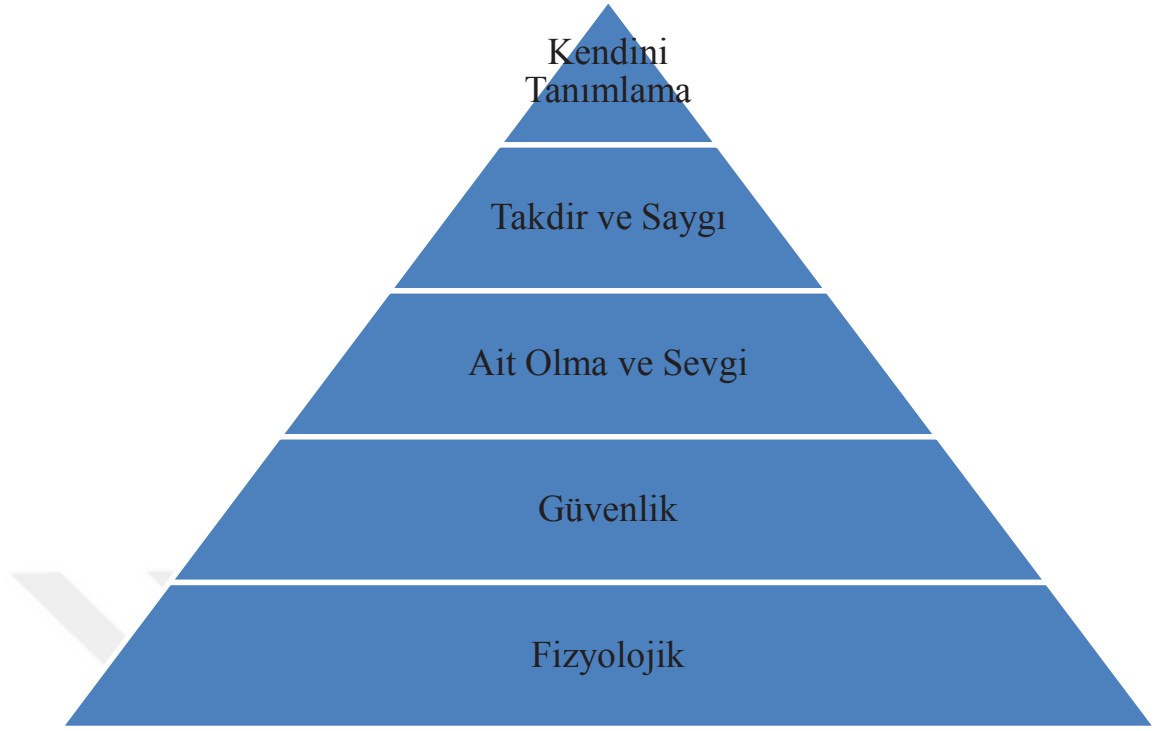 Kendini
Tanımlama
Takdir ve Saygı
Ait Olma ve Sevgi
Güvenlik
Fizyolojik